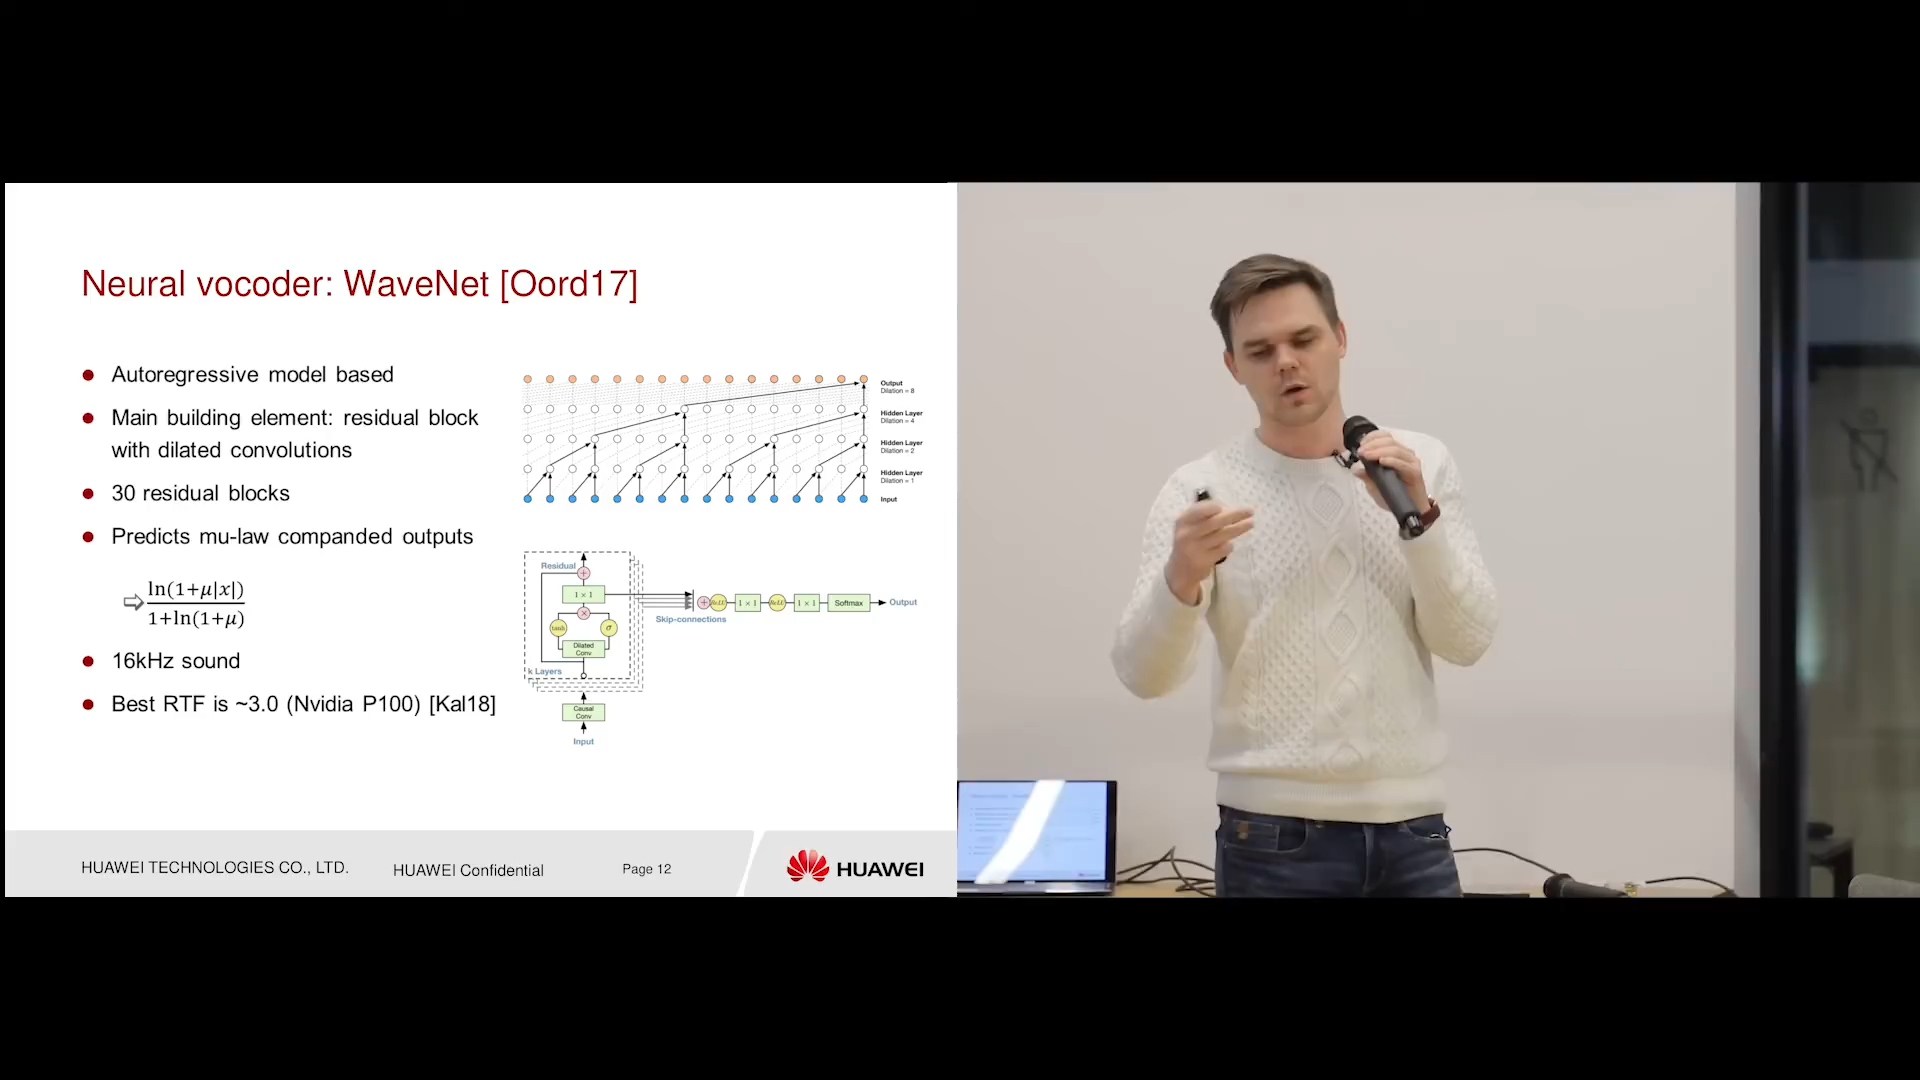 Neural vocoder: WaveNet [Oord17]
● Autoregressive model based
● Main building element: residual block
with dilated convolutions
● 30 residual blocks
● Predicts mu-law companded outputs
⇨ ln(1+μ|x|)
1+ln(1+μ)
● 16kHz sound
● Best RTF is ~3.0 (Nvidia P100) [Kal18]
Output
Dilation = 8
Hidden Layer
Dilation = 4
Hidden Layer
Dilation = 2
Hidden Layer
Dilation = 1
Input
Residual
+
1 × 1
×
tanh
σ
Dilated
Conv
k Layers
Causal
Conv
Input
Skip-connections
+ ReLU 1 × 1 ReLU 1 × 1 Softmax Output
HUAWEI TECHNOLOGIES CO., LTD. HUAWEI Confidential Page 12 HUAWEI